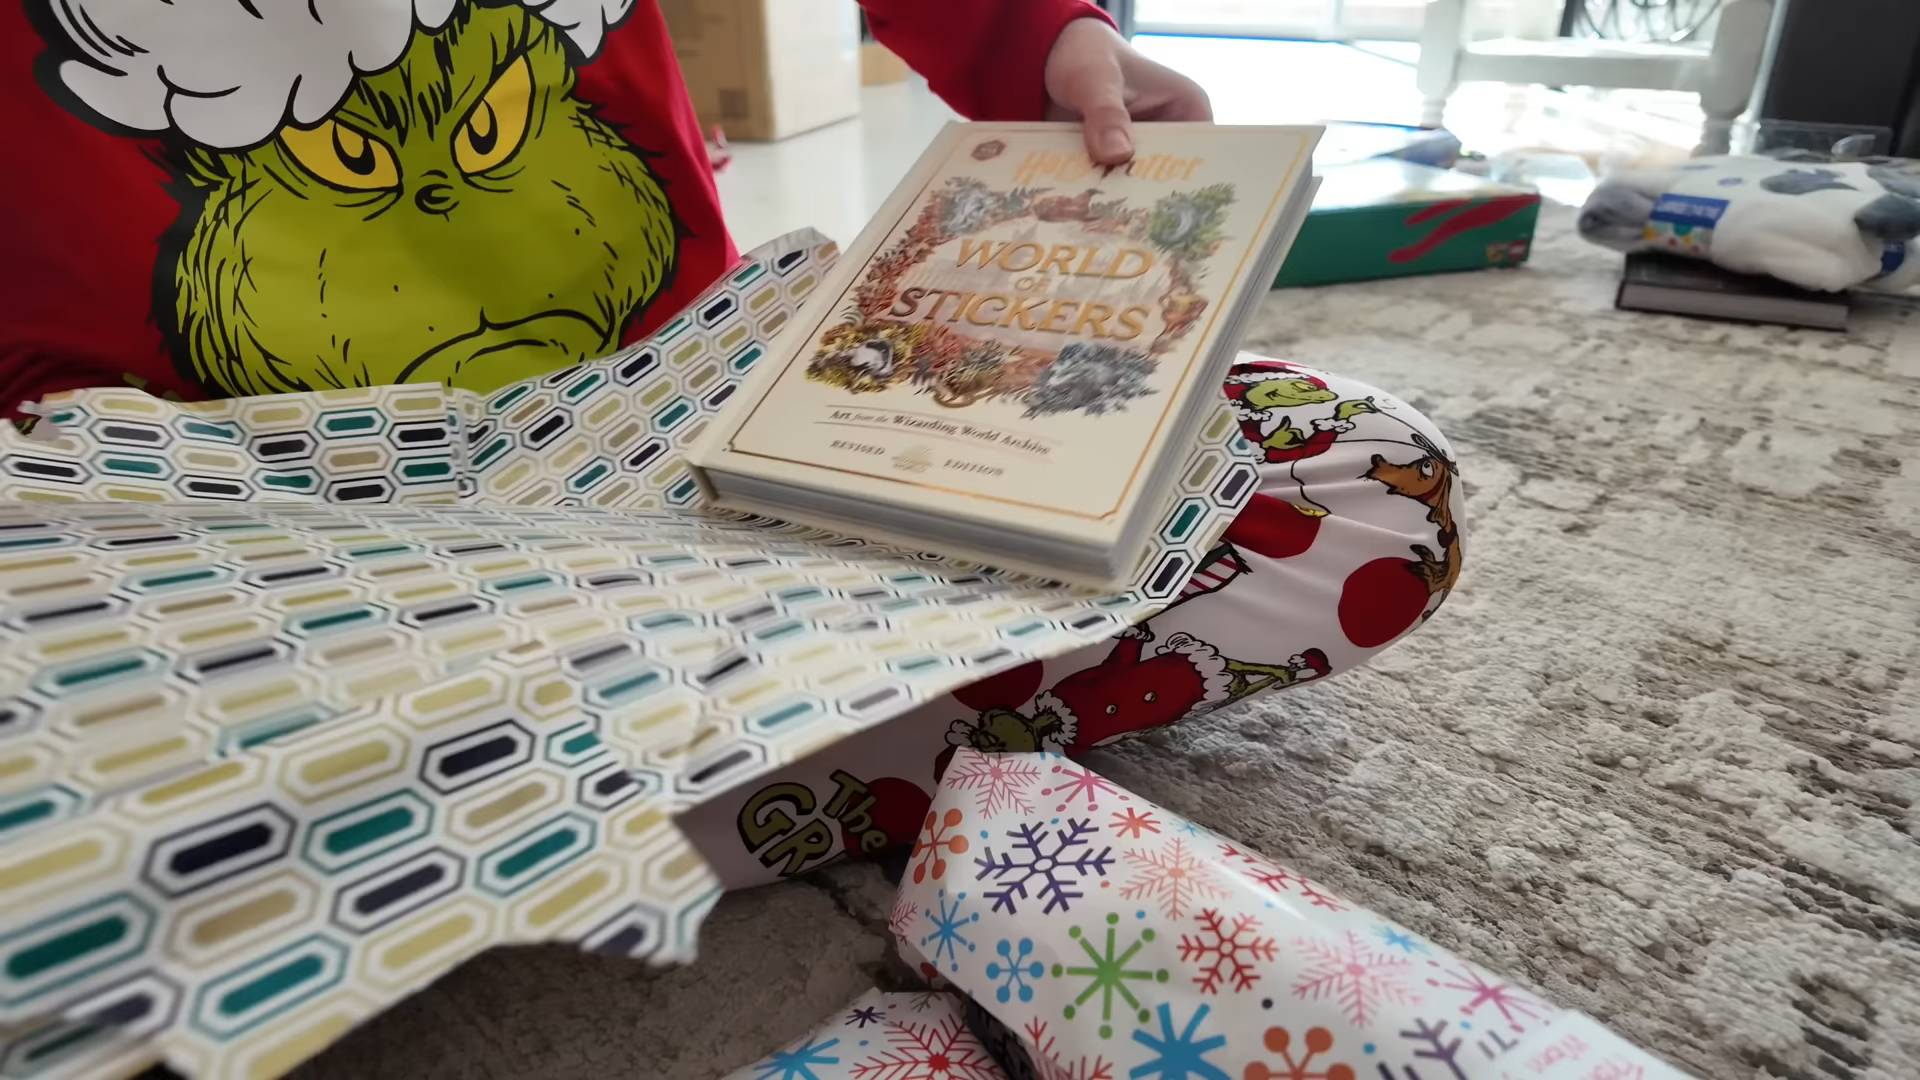 Harry Potter
WORLD
OF
STICKERS
Art from the Wizarding World Archive
REVISED EDITION
The
GR